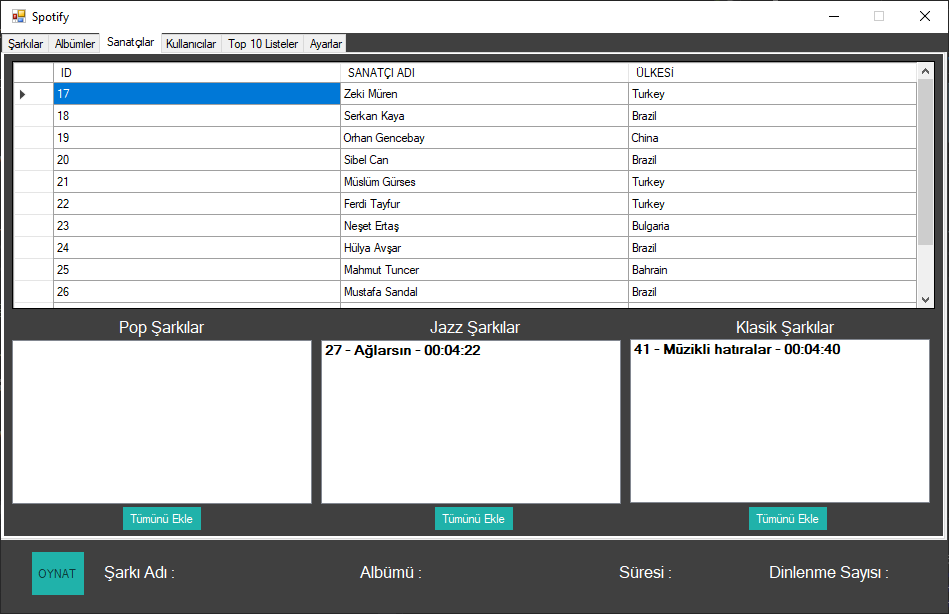 Spotify
Şarkılar Albümler Sanatçılar Kullanıcılar Top 10 Listeler Ayarlar
ID SANATÇI ADI ÜLKESİ
17 Zeki Müren Turkey
18 Serkan Kaya Brazil
19 Orhan Gencebay China
20 Sibel Can Brazil
21 Müslüm Gürses Turkey
22 Ferdi Tayfur Turkey
23 Neşet Ertaş Bulgaria
24 Hülya Avşar Brazil
25 Mahmut Tuncer Bahrain
26 Mustafa Sandal Brazil
Pop Şarkılar Jazz Şarkılar Klasik Şarkılar
27 - Ağlarsın - 00:04:22 41 - Müzikli hatıralar - 00:04:40
Tümünü Ekle Tümünü Ekle Tümünü Ekle
OYNAT Şarkı Adı : Albümü : Süresi : Dinlenme Sayısı :